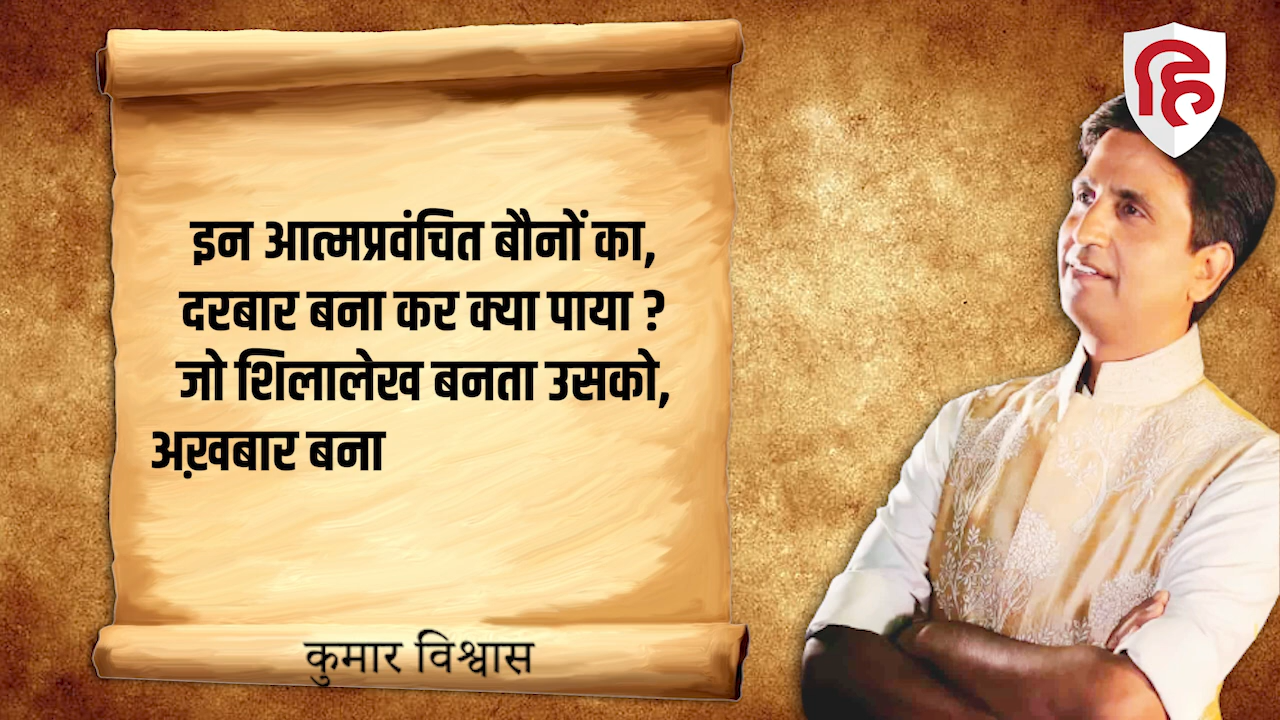 इन आत्मप्रवंचित बौनों का,
दरबार बना कर क्या पाया ?
जो शिलालेख बनता उसको,
अख़बार बना
कुमार विश्वास
हि